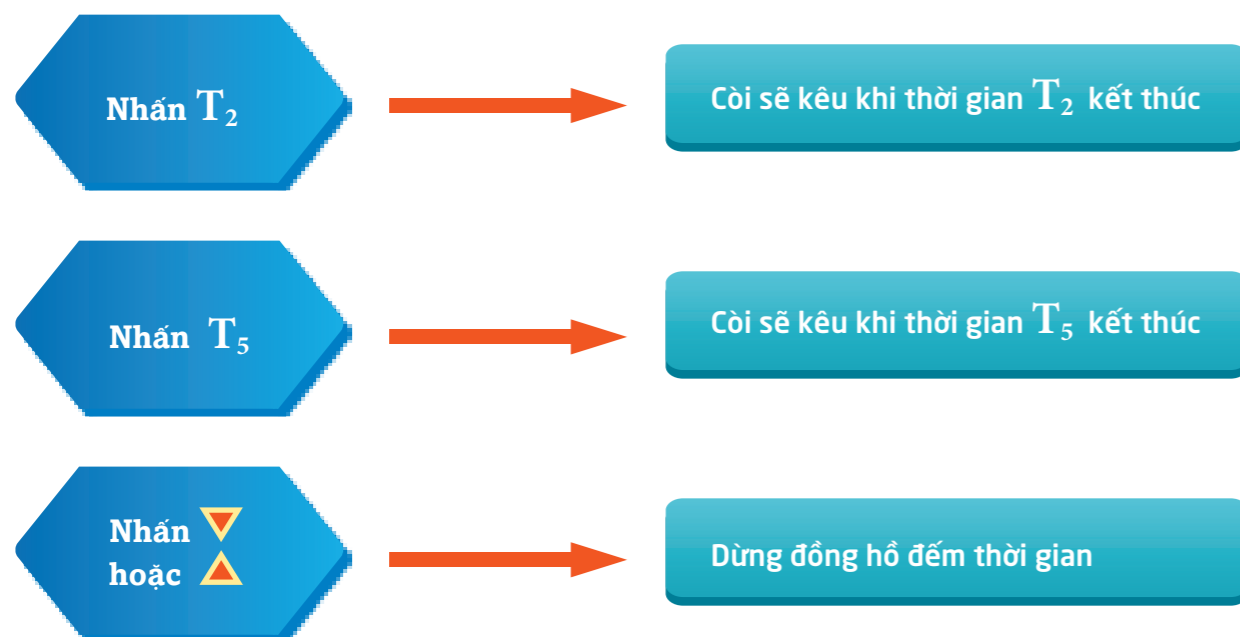 Nhấn T₂
Còi sẽ kêu khi thời gian T₂ kết thúc
Nhấn T₅
Còi sẽ kêu khi thời gian T₅ kết thúc
Nhấn
hoặc
Dừng đồng hồ đếm thời gian